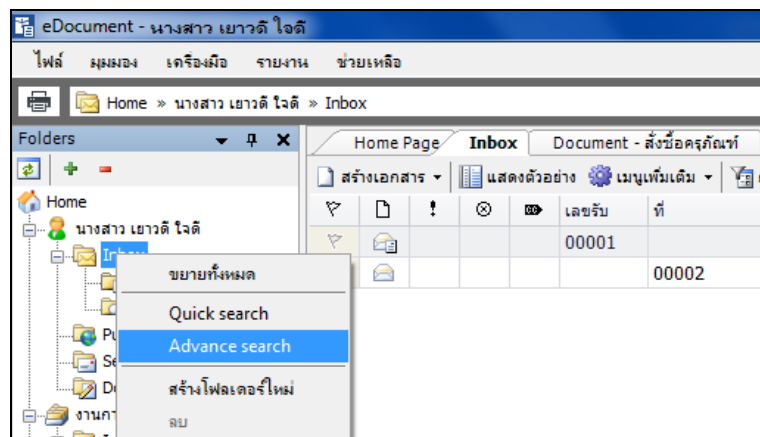 eDocument - นางสาว เยาวดี ใจดี
ไฟล์ มุมมอง เครื่องมือ รายงาน ช่วยเหลือ
Home » นางสาว เยาวดี ใจดี » Inbox
Folders
Home Page Inbox Document - สั่งซื้อครุภัณฑ์
สร้างเอกสาร แสดงตัวอย่าง เมนูเพิ่มเติม
Home
เลขรับ ที่
นางสาว เยาวดี ใจดี
00001
00002
ขยายทั้งหมด
Quick search
Advance search
สร้างโฟลเดอร์ใหม่
ลบ